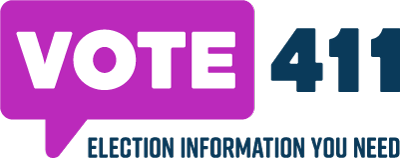 VOTE 411
ELECTION INFORMATION YOU NEED